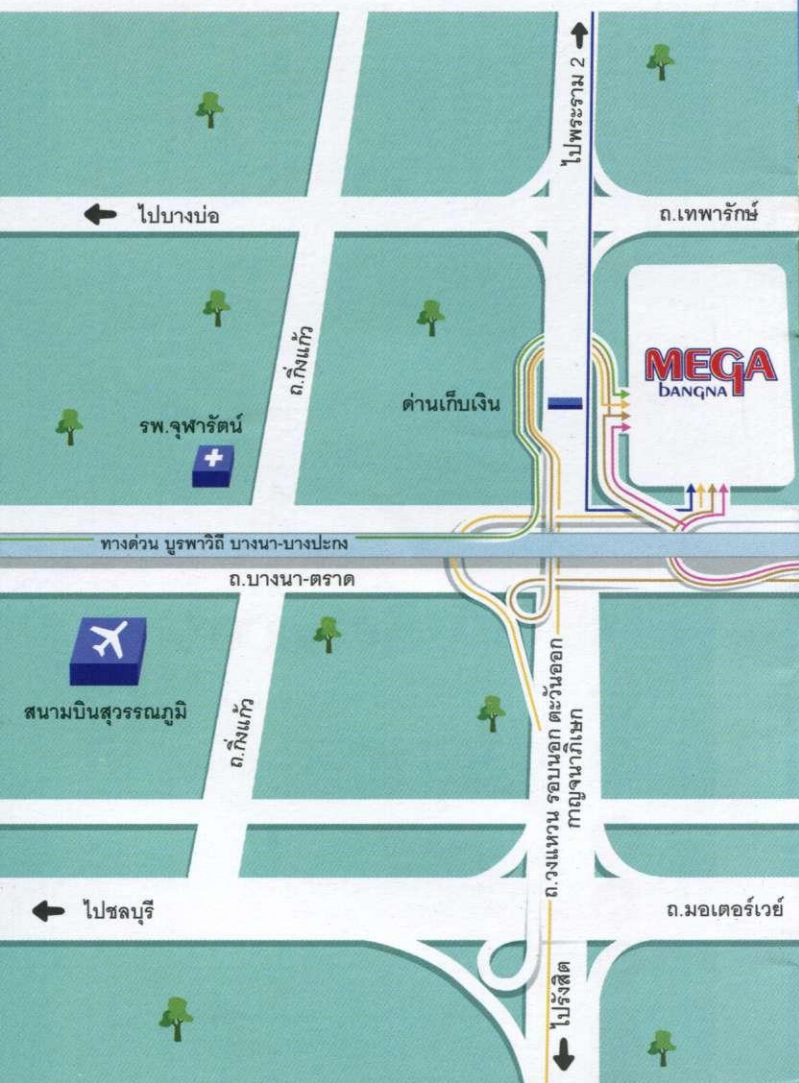 ไปพระราม 2
ไปบางบ่อ
ถ.เทพารักษ์
ถ.กิ่งแก้ว
MEGA
bANGNA
ด่านเก็บเงิน
รพ.จุฬารัตน์
ทางด่วน บูรพาวิถี บางนา-บางปะกง
ถ.บางนา-ตราด
สนามบินสุวรรณภูมิ
ถ.กิ่งแก้ว
ถ.วงแหวน รอบนอก ตะวันออก
กาญจนาภิเษก
ไปชลบุรี
ถ.มอเตอร์เวย์
ไปรังสิต